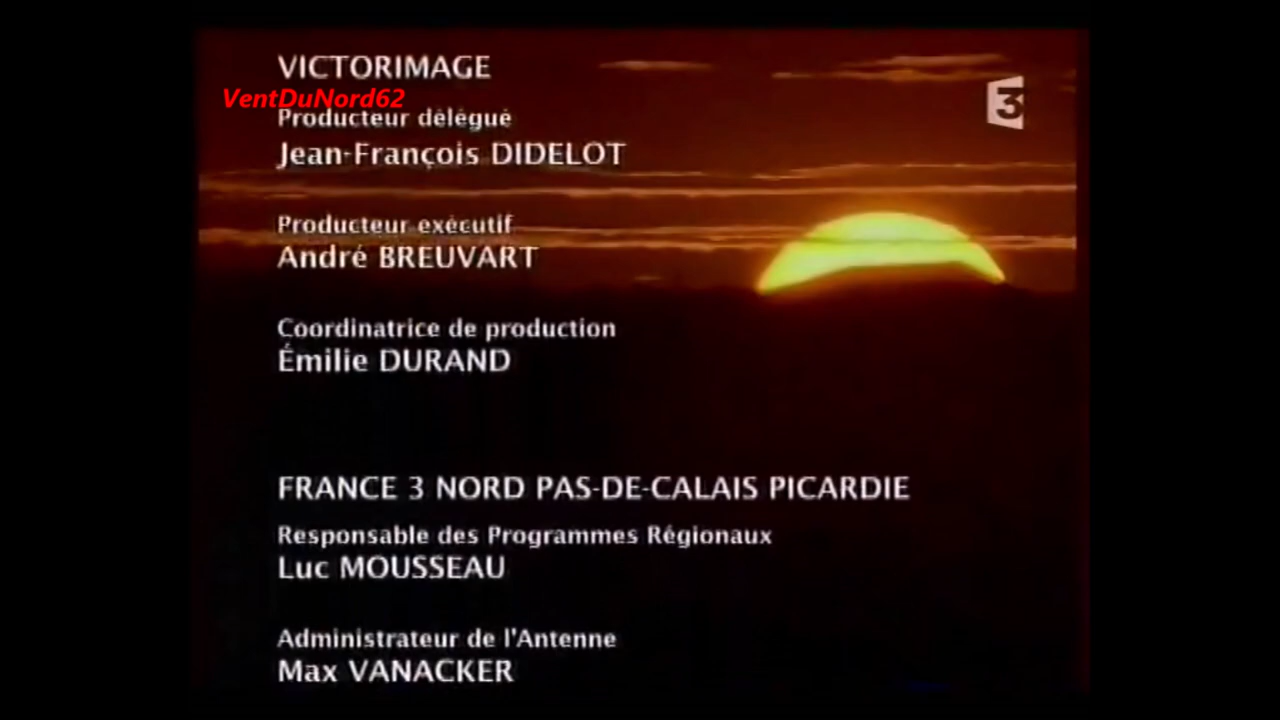 VICTORIMAGE
VentDuNord62
Producteur délégué
Jean-François DIDELOT
3
Producteur exécutif
André BREUVART
Coordinatrice de production
Émilie DURAND
FRANCE 3 NORD PAS-DE-CALAIS PICARDIE
Responsable des Programmes Régionaux
Luc MOUSSEAU
Administrateur de l'Antenne
Max VANACKER